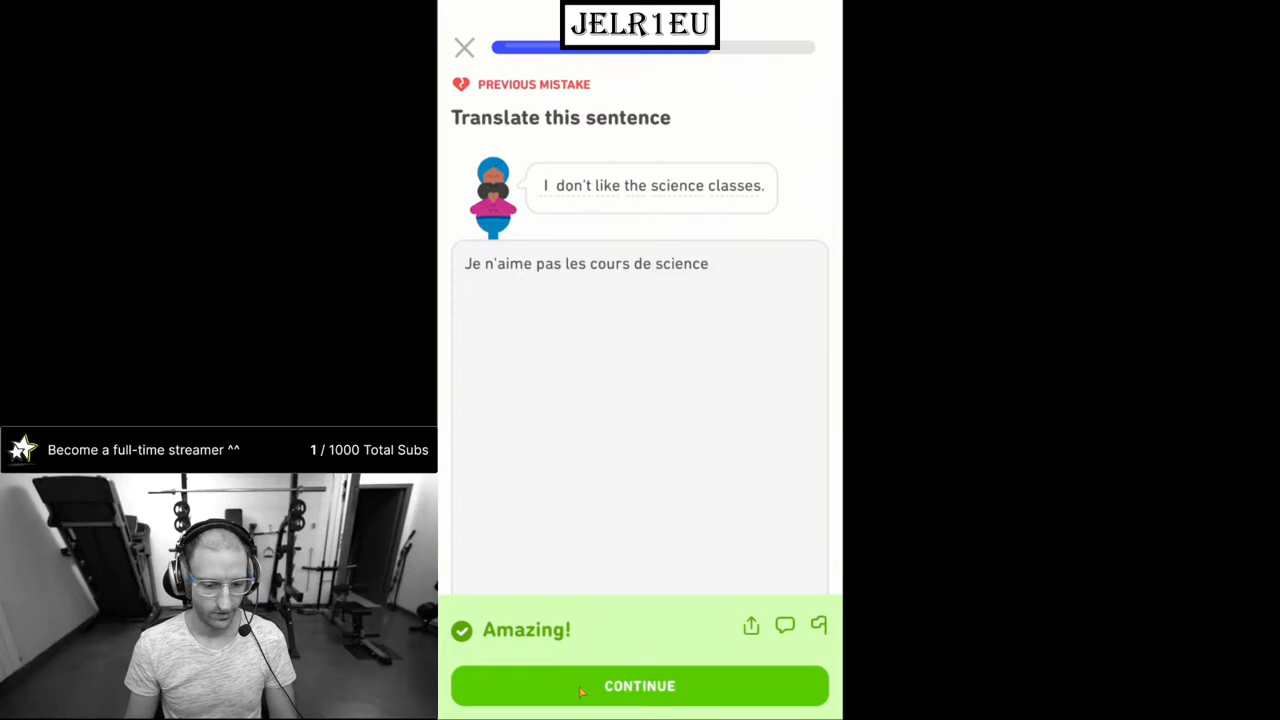 JELR1EU
PREVIOUS MISTAKE
Translate this sentence
I don't like the science classes.
Je n'aime pas les cours de science
Become a full-time streamer ^^ 1 / 1000 Total Subs
Amazing!
CONTINUE